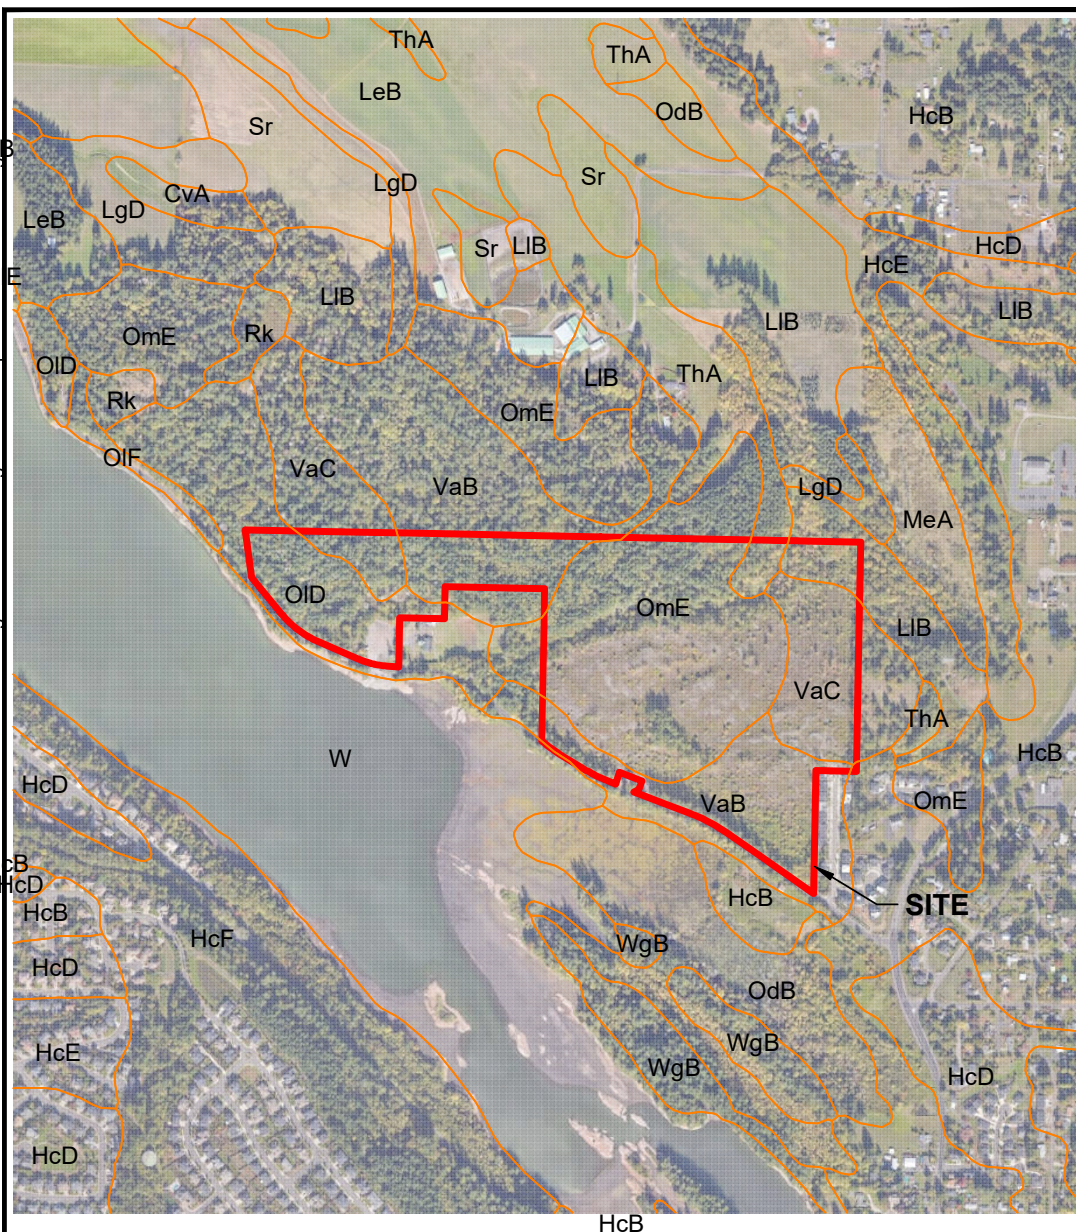 ThA
ThA
LeB
OdB
HcB
Sr
B
Sr
LgD
CvA
LgD
LeB
Sr
LlB
HcD
HcE
E
LlB
LlB
LlB
OmE
Rk
OlD
LlB
ThA
Rk
OmE
OlF
VaC
VaB
LgD
MeA
OlD
OmE
LlB
VaC
ThA
W
HcB
HcD
VaB
OmE
cB
HcD
HcB
HcB
SITE
HcF
WgB
HcD
OdB
WgB
HcE
WgB
HcD
HcD
HcB